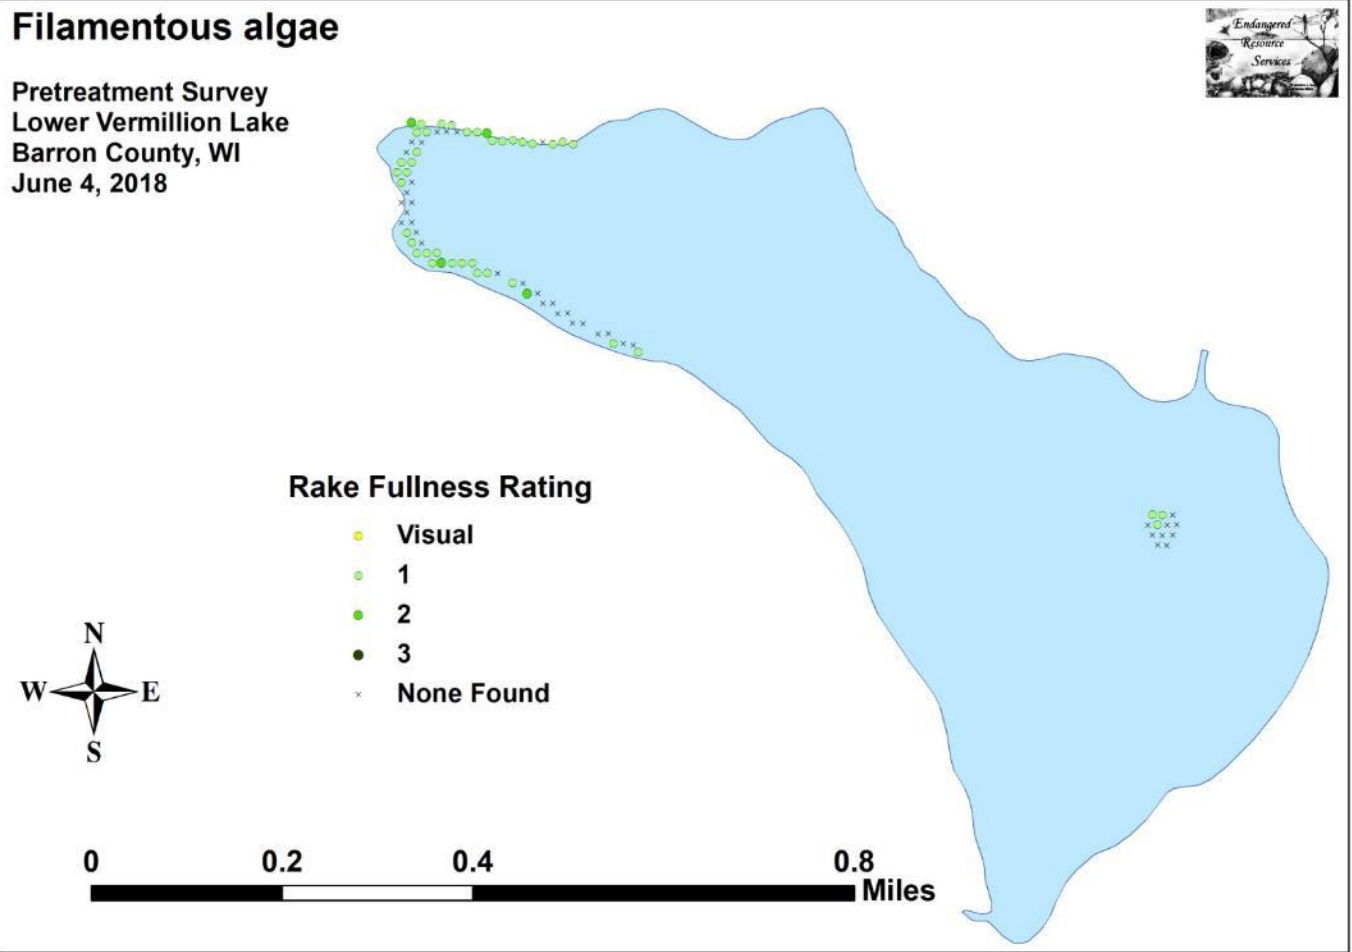 Filamentous algae
Pretreatment Survey
Lower Vermillion Lake
Barron County, WI
June 4, 2018
Endangered
Resource
Services
Rake Fullness Rating
Visual
1
2
3
None Found
N
W E
S
0 0.2 0.4 0.8
Miles